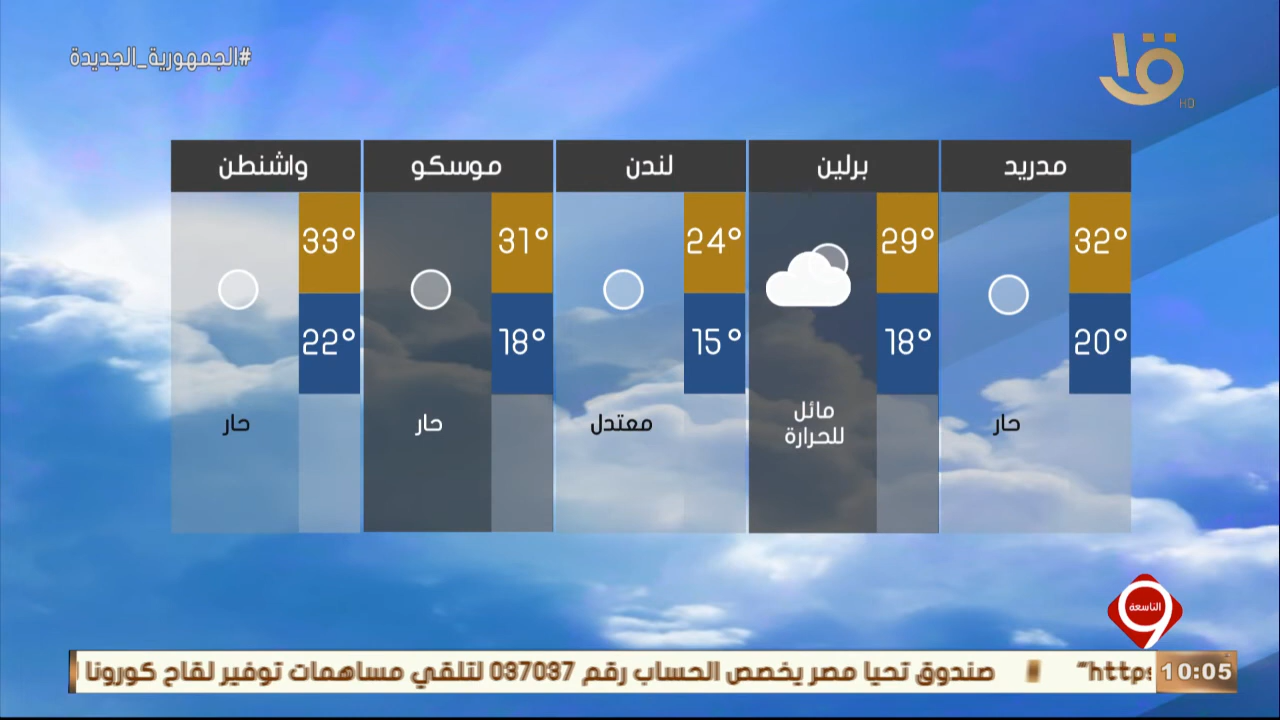 #الجمهورية_الجديدة
HD
مدريد
32°
20°
حار
برلين
29°
18°
مائل
للحرارة
لندن
24°
15°
معتدل
موسكو
31°
18°
حار
واشنطن
33°
22°
حار
التاسعة
9
10:05
"https
صندوق تحيا مصر يخصص الحساب رقم 037037 لتلقي مساهمات توفير لقاح كورونا